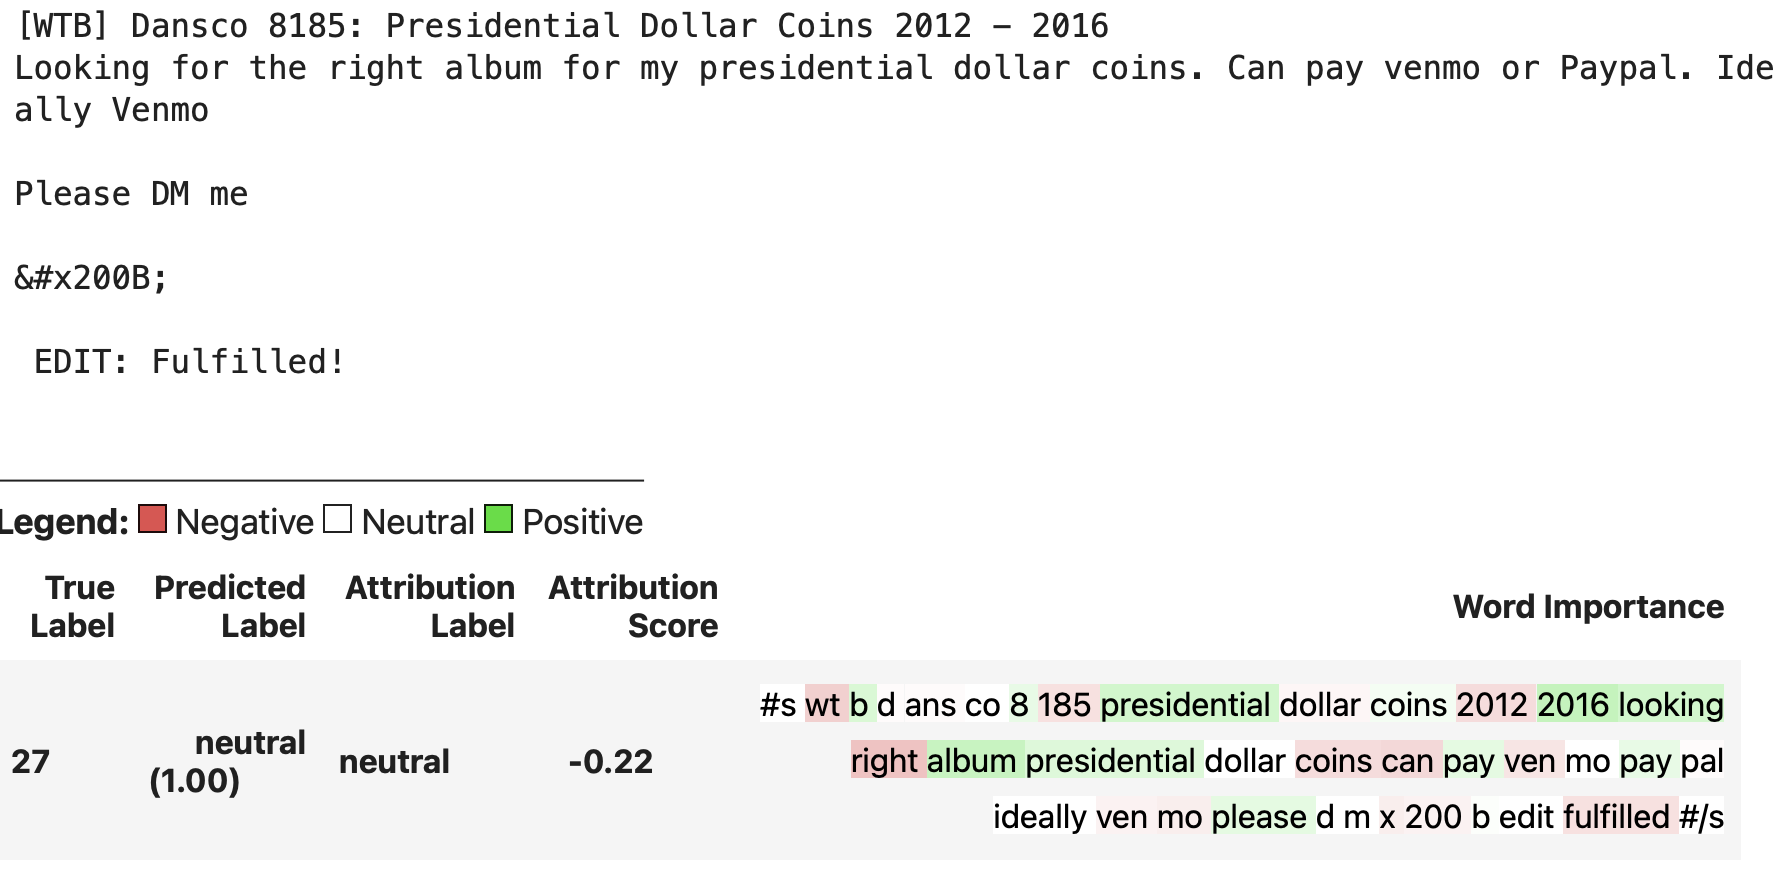 [WTB] Dansco 8185: Presidential Dollar Coins 2012 – 2016
Looking for the right album for my presidential dollar coins. Can pay venmo or Paypal. Ide
ally Venmo
Please DM me
&#x200B;
EDIT: Fulfilled!
Legend: Negative Neutral Positive
True Label Predicted Label Attribution Label Attribution Score Word Importance
27 neutral (1.00) neutral -0.22
#s wt b d ans co 8 185 presidential dollar coins 2012 2016 looking
right album presidential dollar coins can pay ven mo pay pal
ideally ven mo please d m x 200 b edit fulfilled #/s